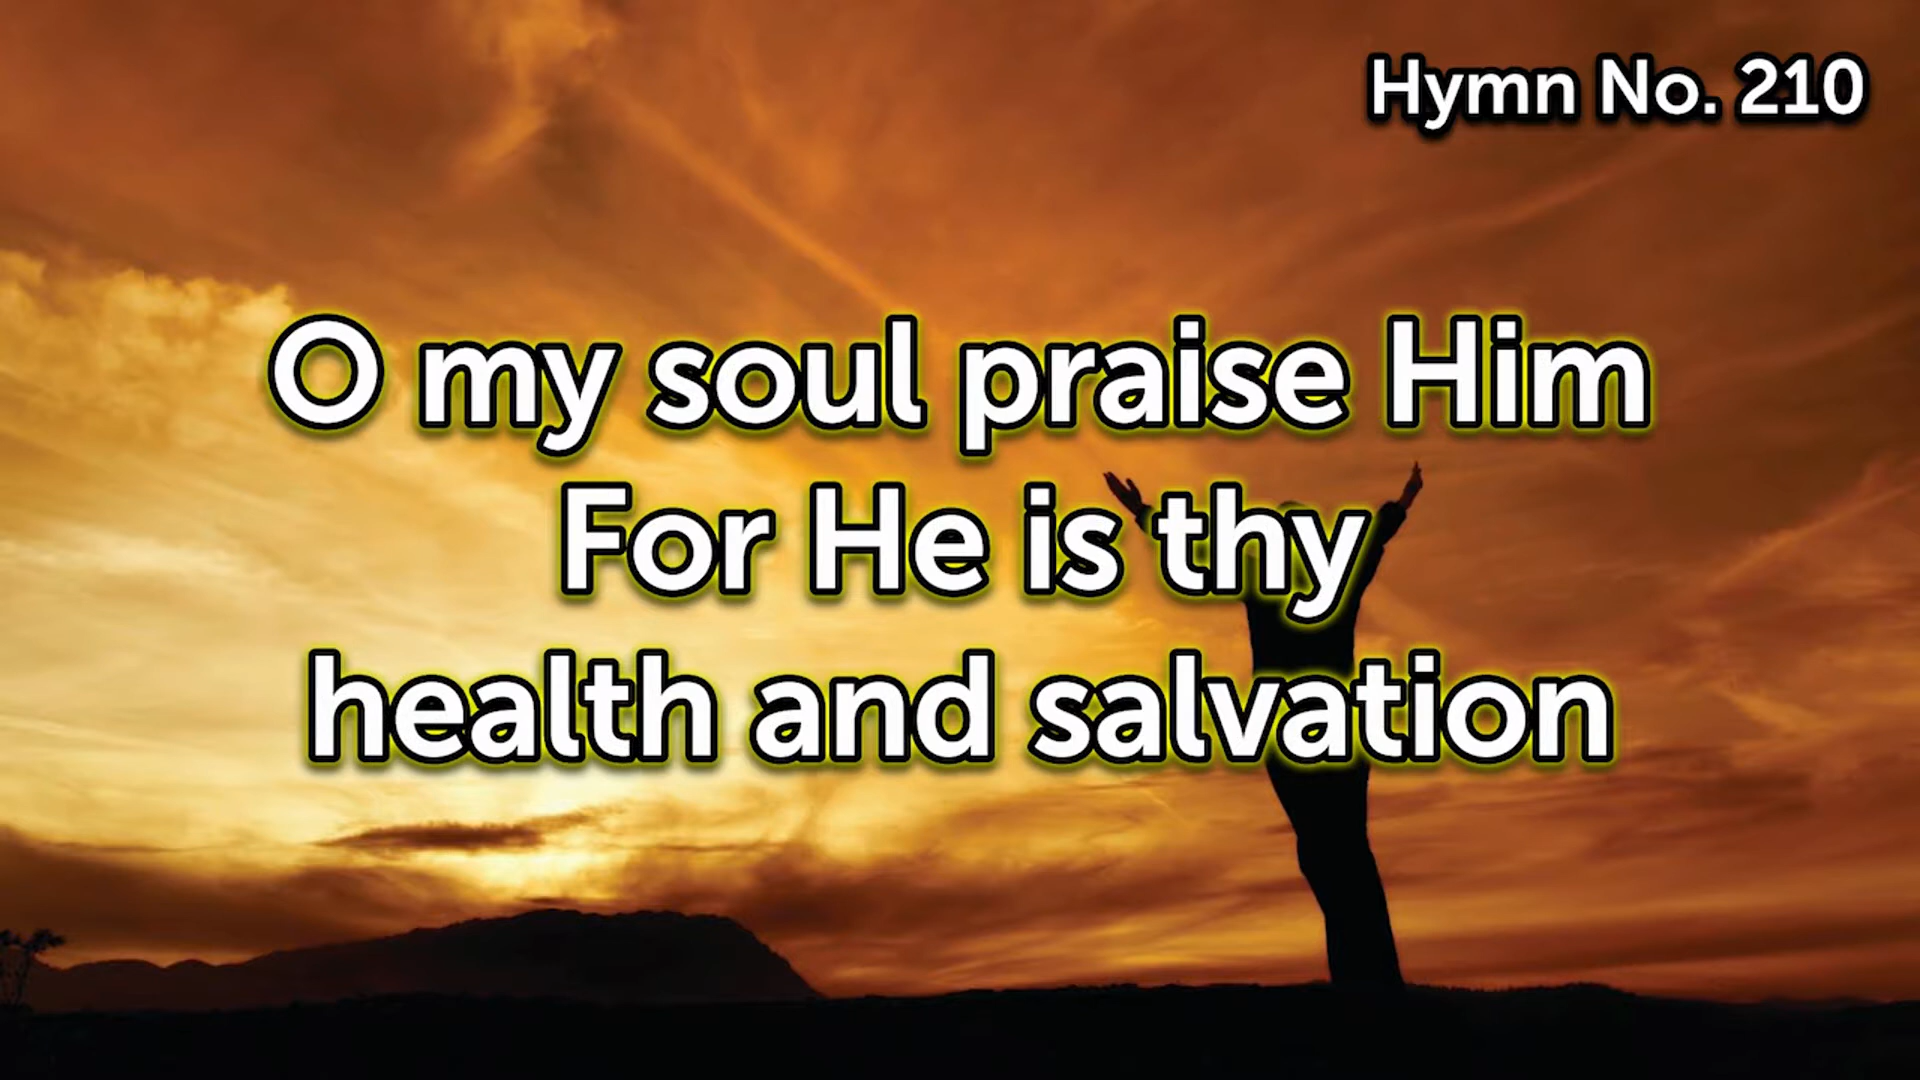 Hymn No. 210
O my soul praise Him
For He is thy
health and salvation